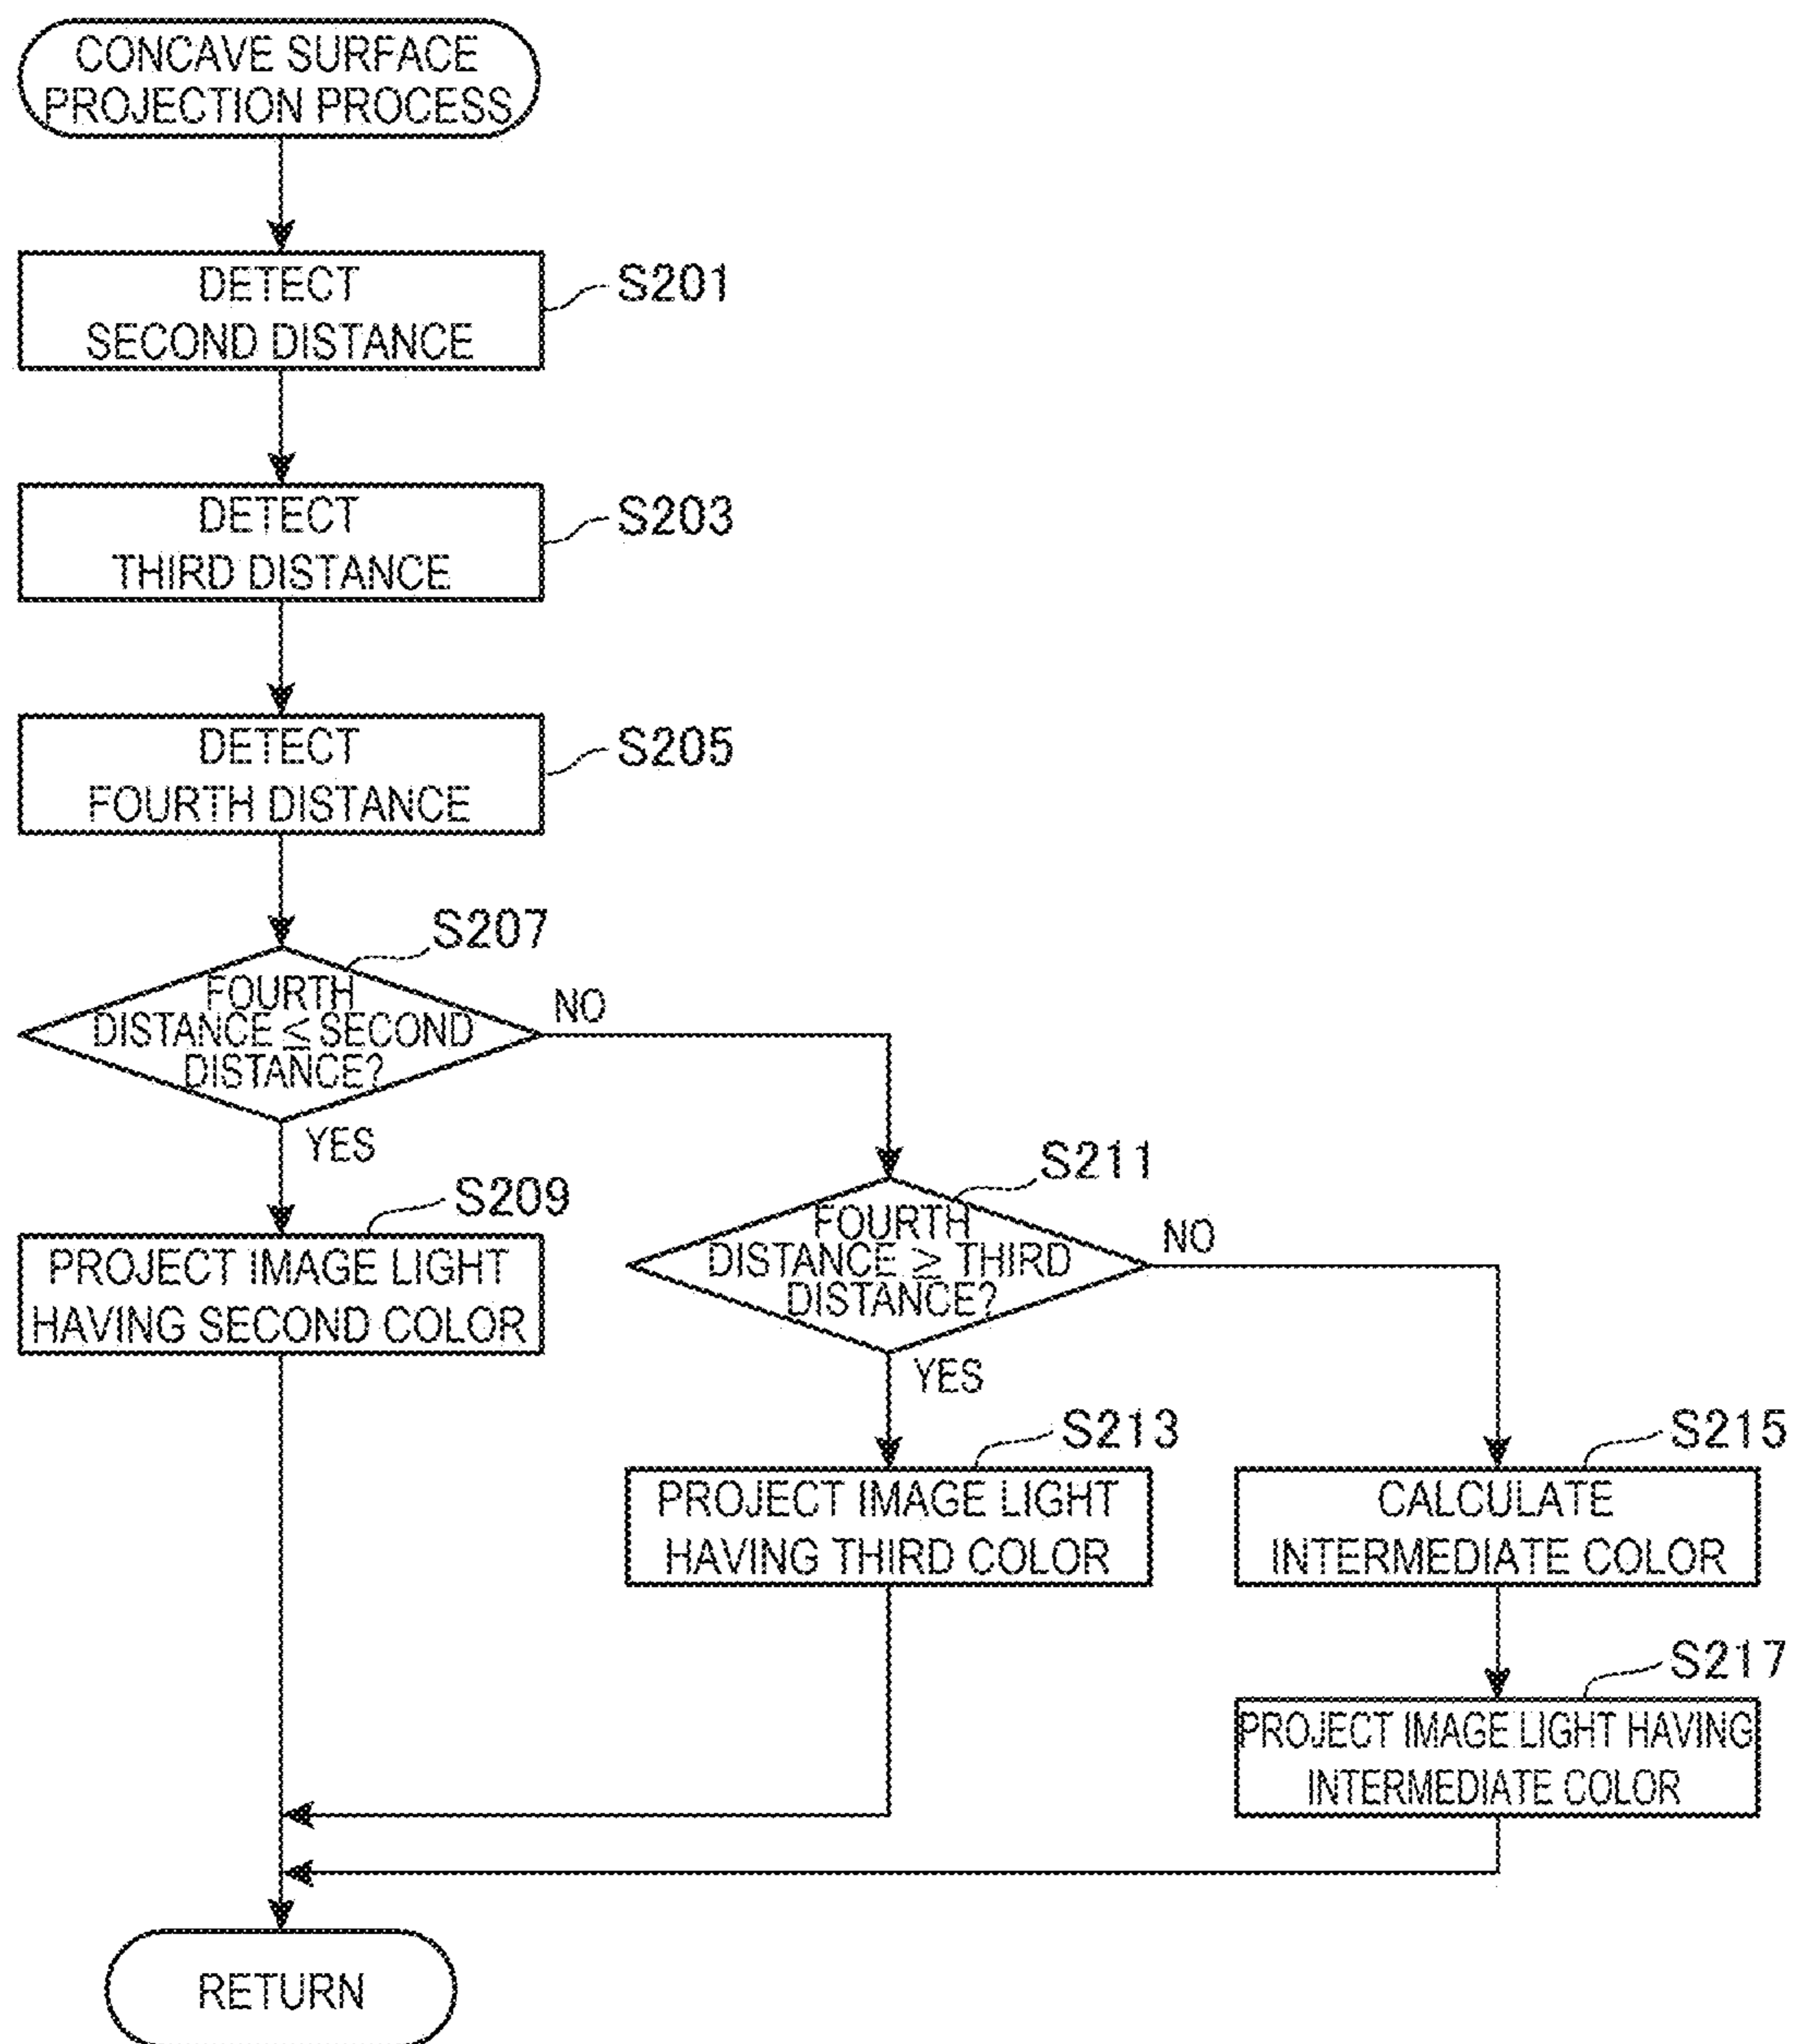 CONCAVE SURFACE
PROJECTION PROCESS
DETECT
SECOND DISTANCE
S201
DETECT
THIRD DISTANCE
S203
DETECT
FOURTH DISTANCE
S205
S207
FOURTH
DISTANCE ≤ SECOND
DISTANCE?
NO
YES
S209
PROJECT IMAGE LIGHT
HAVING SECOND COLOR
S211
FOURTH
DISTANCE ≥ THIRD
DISTANCE?
NO
YES
S213
PROJECT IMAGE LIGHT
HAVING THIRD COLOR
S215
CALCULATE
INTERMEDIATE COLOR
S217
PROJECT IMAGE LIGHT HAVING
INTERMEDIATE COLOR
RETURN